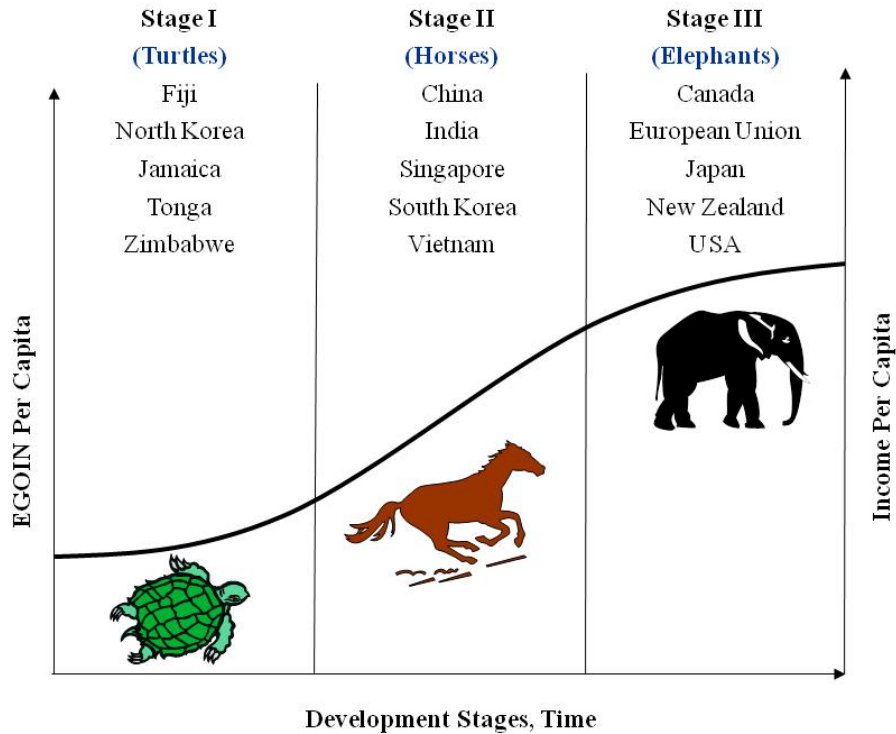 Stage I
(Turtles)
Fiji
North Korea
Jamaica
Tonga
Zimbabwe
Stage II
(Horses)
China
India
Singapore
South Korea
Vietnam
Stage III
(Elephants)
Canada
European Union
Japan
New Zealand
USA
EGOIN Per Capita
Income Per Capita
Development Stages, Time